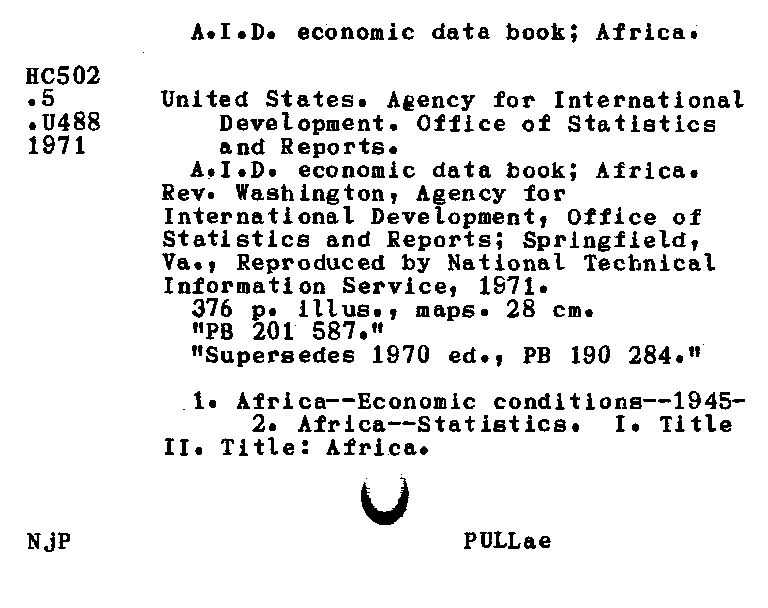 A.I.D. economic data book; Africa.
HC502
.5 United States. Agency for International
.U488 Development. Office of Statistics
1971 and Reports.
A.I.D. economic data book; Africa.
Rev. Washington, Agency for
International Development, Office of
Statistics and Reports; Springfield,
Va., Reproduced by National Technical
Information Service, 1971.
376 p. illus., maps. 28 cm.
"PB 201 587."
"Supersedes 1970 ed., PB 190 284."
1. Africa--Economic conditions--1945-
2. Africa--Statistics. I. Title
II. Title: Africa.
NjP PULLae